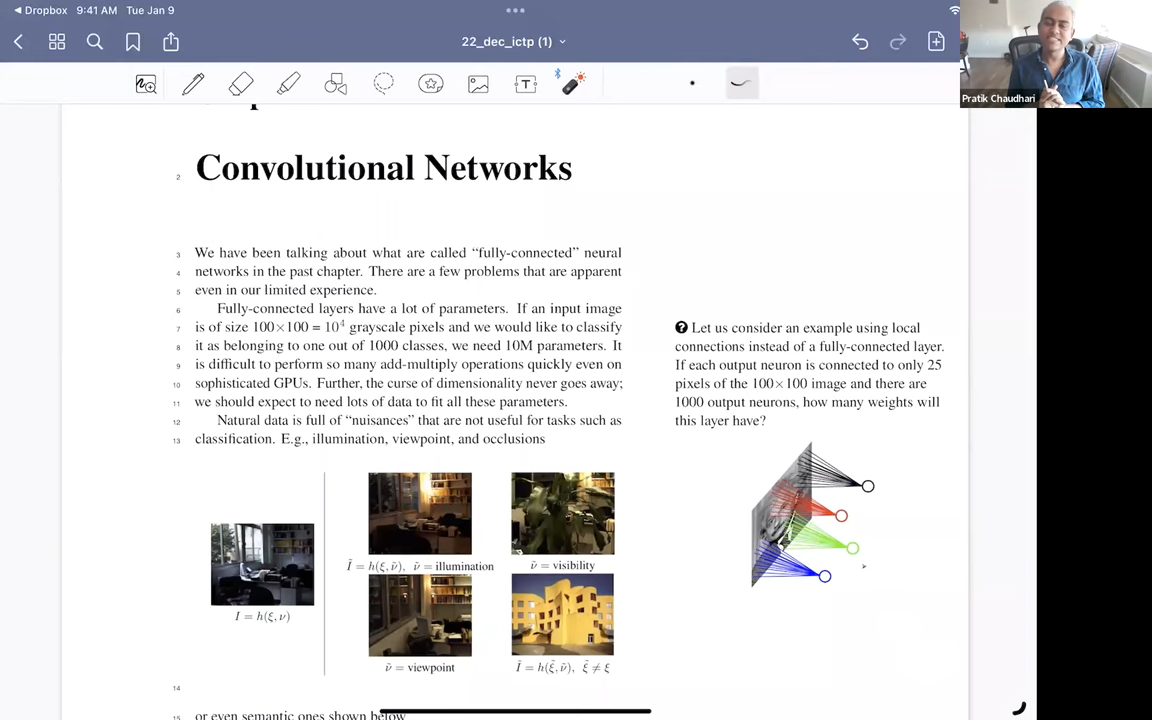 Dropbox 9:41 AM Tue Jan 9
22_dec_ictp (1)
Pratik Chaudhari
2 Convolutional Networks
3 We have been talking about what are called “fully-connected” neural
4 networks in the past chapter. There are a few problems that are apparent
5 even in our limited experience.
6 Fully-connected layers have a lot of parameters. If an input image
7 is of size 100×100 = 10⁴ grayscale pixels and we would like to classify
8 it as belonging to one out of 1000 classes, we need 10M parameters. It
9 is difficult to perform so many add-multiply operations quickly even on
10 sophisticated GPUs. Further, the curse of dimensionality never goes away;
11 we should expect to need lots of data to fit all these parameters.
12 Natural data is full of “nuisances” that are not useful for tasks such as
13 classification. E.g., illumination, viewpoint, and occlusions
? Let us consider an example using local
connections instead of a fully-connected layer.
If each output neuron is connected to only 25
pixels of the 100×100 image and there are
1000 output neurons, how many weights will
this layer have?
I = h(ξ, ν)
Ĩ = h(ξ, ν̃), ν̃ = illumination
ν̃ = visibility
ν̃ = viewpoint
Ĩ = h(ξ̃, ν̃), ξ̃ ≠ ξ
14
15 or even semantic ones shown below